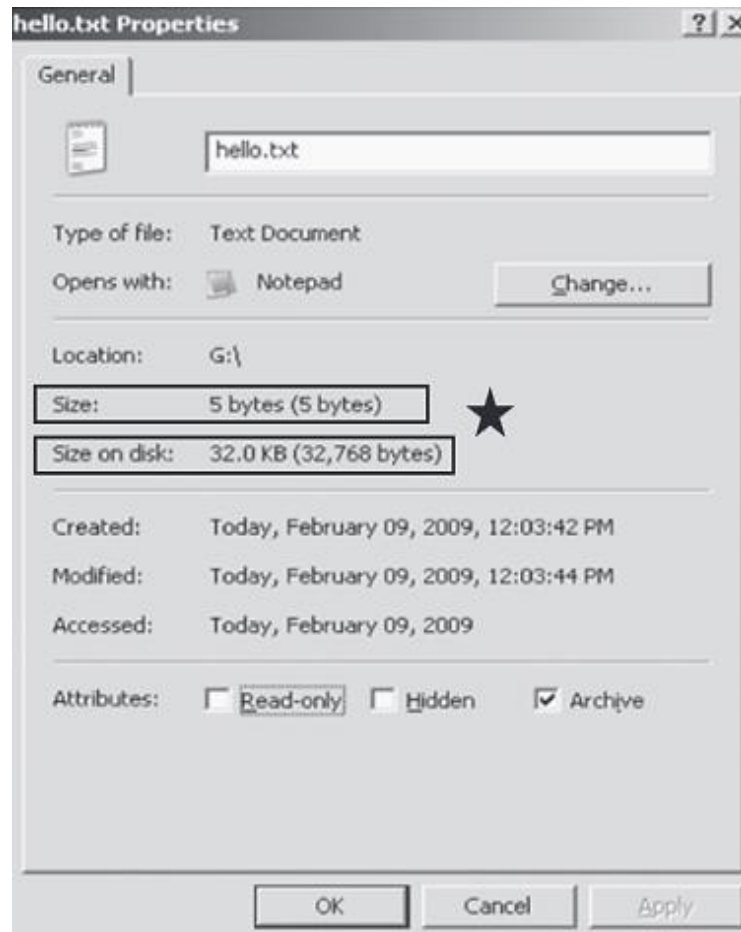 hello.txt Properties ? ×
General
hello.txt
Type of file: Text Document
Opens with: Notepad Change...
Location: G:\
Size: 5 bytes (5 bytes)
Size on disk: 32.0 KB (32,768 bytes)
Created: Today, February 09, 2009, 12:03:42 PM
Modified: Today, February 09, 2009, 12:03:44 PM
Accessed: Today, February 09, 2009
Attributes: Read-only Hidden Archive
OK Cancel Apply